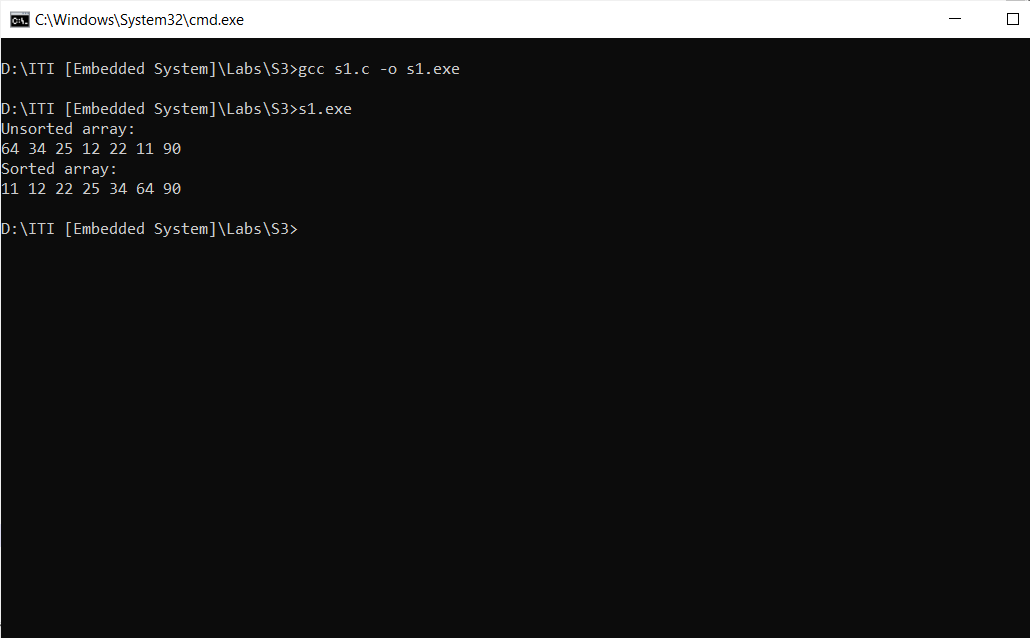 C:\Windows\System32\cmd.exe
D:\ITI [Embedded System]\Labs\S3>gcc s1.c -o s1.exe
D:\ITI [Embedded System]\Labs\S3>s1.exe
Unsorted array:
64 34 25 12 22 11 90
Sorted array:
11 12 22 25 34 64 90
D:\ITI [Embedded System]\Labs\S3>